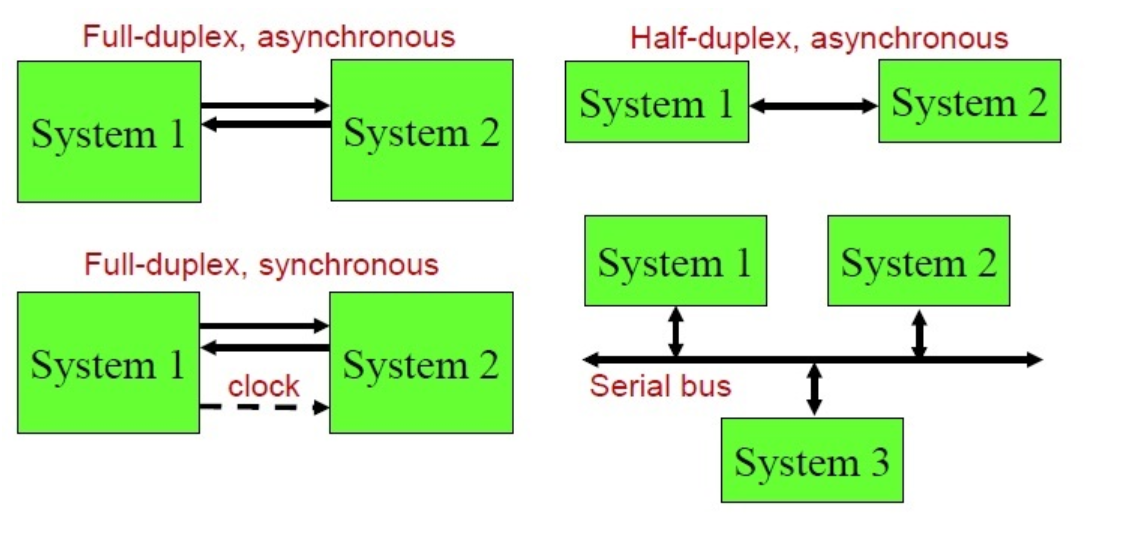 Full-duplex, asynchronous
System 1
System 2
Half-duplex, asynchronous
System 1
System 2
Full-duplex, synchronous
System 1
System 2
clock
System 1
System 2
Serial bus
System 3